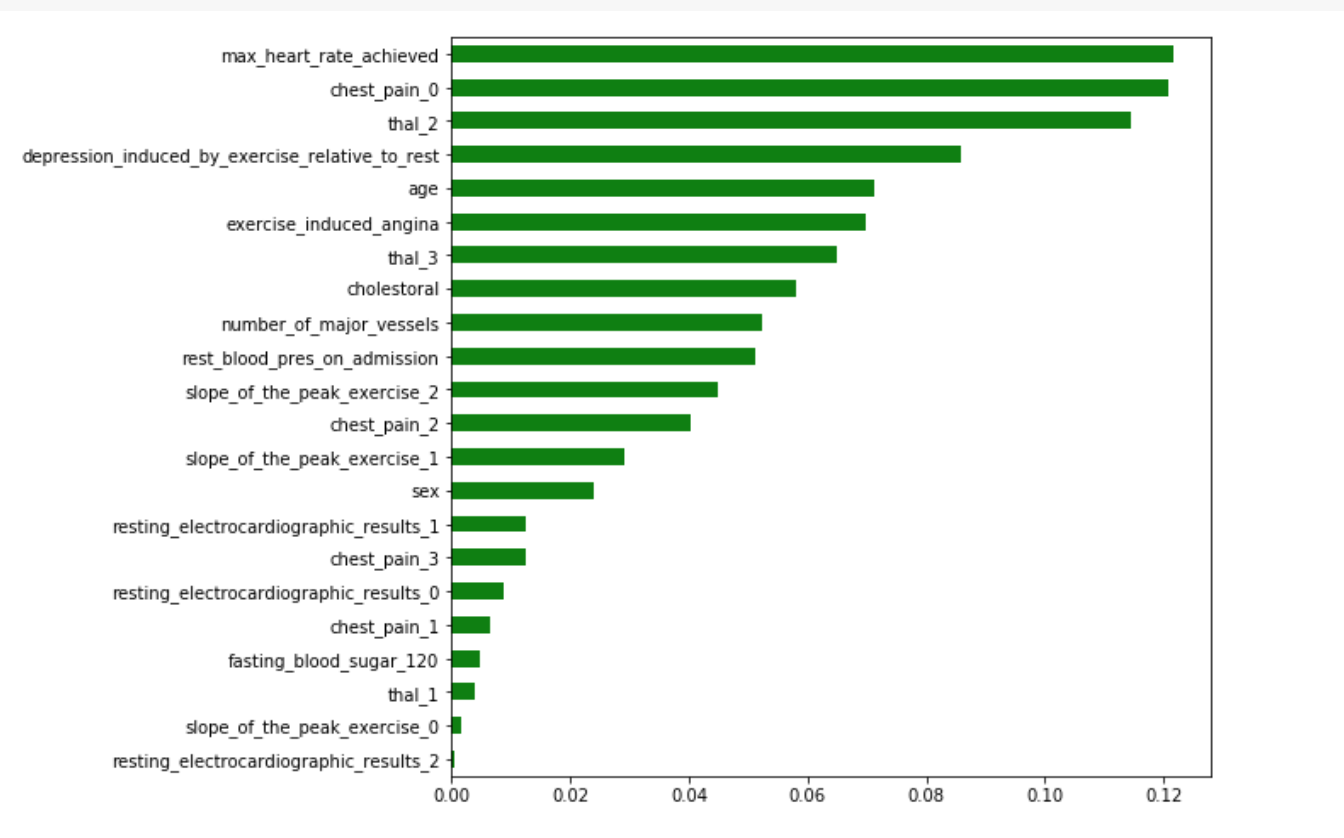 max_heart_rate_achieved
chest_pain_0
thal_2
depression_induced_by_exercise_relative_to_rest
age
exercise_induced_angina
thal_3
cholestoral
number_of_major_vessels
rest_blood_pres_on_admission
slope_of_the_peak_exercise_2
chest_pain_2
slope_of_the_peak_exercise_1
sex
resting_electrocardiographic_results_1
chest_pain_3
resting_electrocardiographic_results_0
chest_pain_1
fasting_blood_sugar_120
thal_1
slope_of_the_peak_exercise_0
resting_electrocardiographic_results_2
0.00 0.02 0.04 0.06 0.08 0.10 0.12